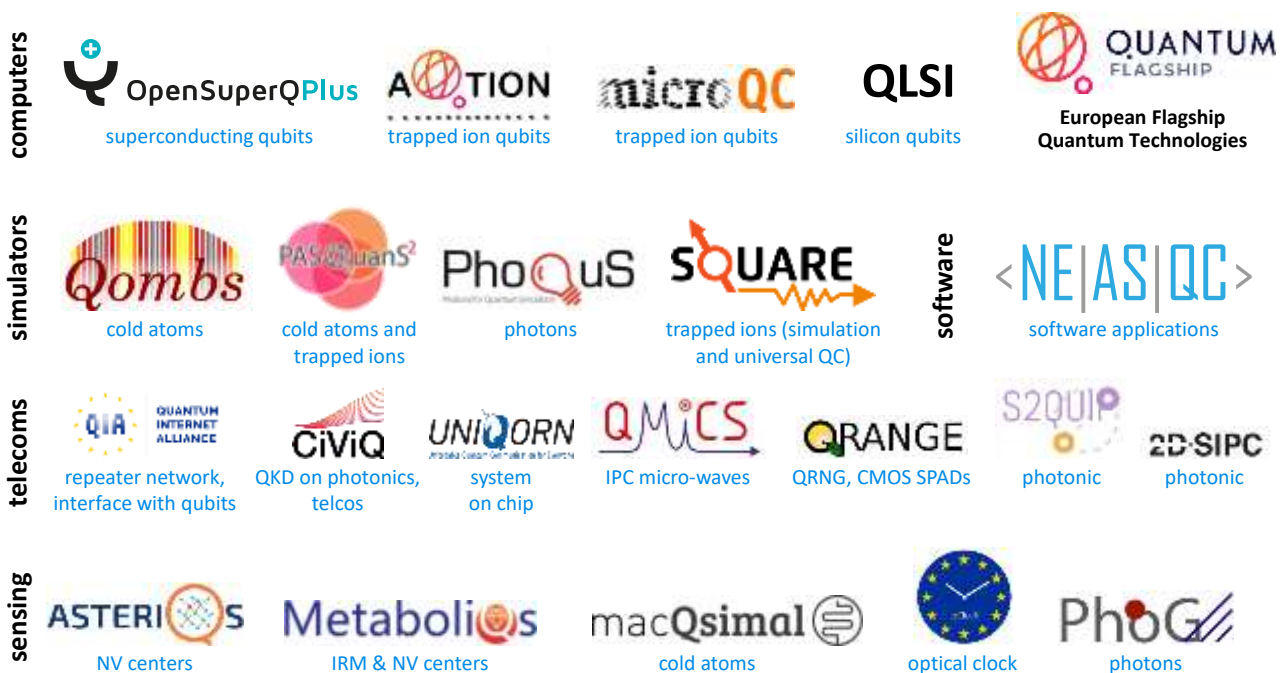 computers
OpenSuperQPlus
superconducting qubits
AQTION
trapped ion qubits
microQC
trapped ion qubits
QLSI
silicon qubits
QUANTUM
FLAGSHIP
European Flagship
Quantum Technologies
simulators
Qombs
cold atoms
PASQuanS²
cold atoms and
trapped ions
PhoQuS
photons
SQUARE
trapped ions (simulation
and universal QC)
software
<NE|AS|QC>
software applications
telecoms
QIA
QUANTUM
INTERNET
ALLIANCE
repeater network,
interface with qubits
CiViQ
QKD on photonics,
telcos
UNIQORN
system
on chip
QMiCS
IPC micro-waves
QRANGE
QRNG, CMOS SPADs
S2QUIP
photonic
2D·SIPC
photonic
sensing
ASTERIQS
NV centers
MetaboliQs
IRM & NV centers
macQsimal
cold atoms
optical clock
PhoG
photons